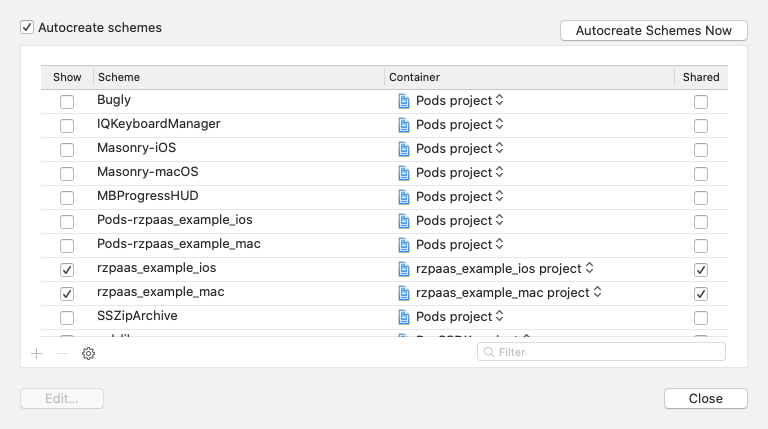 Autocreate schemes
Autocreate Schemes Now
Show Scheme Container Shared
Bugly Pods project
IQKeyboardManager Pods project
Masonry-iOS Pods project
Masonry-macOS Pods project
MBProgressHUD Pods project
Pods-rzpaas_example_ios Pods project
Pods-rzpaas_example_mac Pods project
rzpaas_example_ios rzpaas_example_ios project
rzpaas_example_mac rzpaas_example_mac project
SSZipArchive Pods project
Filter
Edit... Close